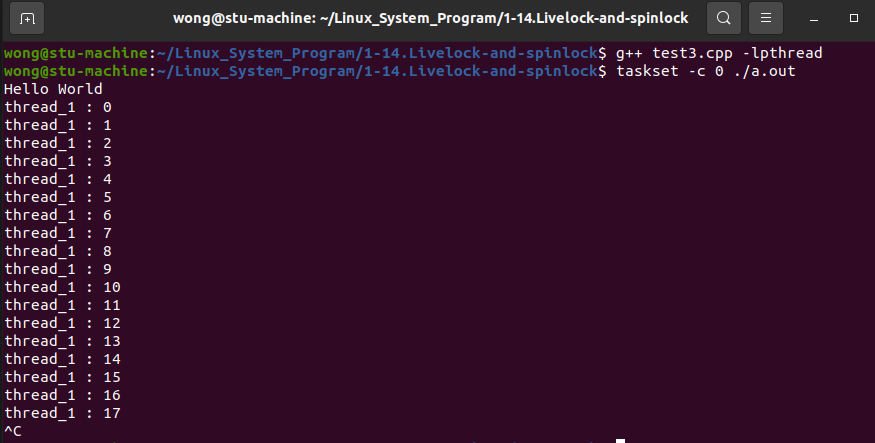 wong@stu-machine: ~/Linux_System_Program/1-14.Livelock-and-spinlock
wong@stu-machine:~/Linux_System_Program/1-14.Livelock-and-spinlock$ g++ test3.cpp -lpthread
wong@stu-machine:~/Linux_System_Program/1-14.Livelock-and-spinlock$ taskset -c 0 ./a.out
Hello World
thread_1 : 0
thread_1 : 1
thread_1 : 2
thread_1 : 3
thread_1 : 4
thread_1 : 5
thread_1 : 6
thread_1 : 7
thread_1 : 8
thread_1 : 9
thread_1 : 10
thread_1 : 11
thread_1 : 12
thread_1 : 13
thread_1 : 14
thread_1 : 15
thread_1 : 16
thread_1 : 17
^C